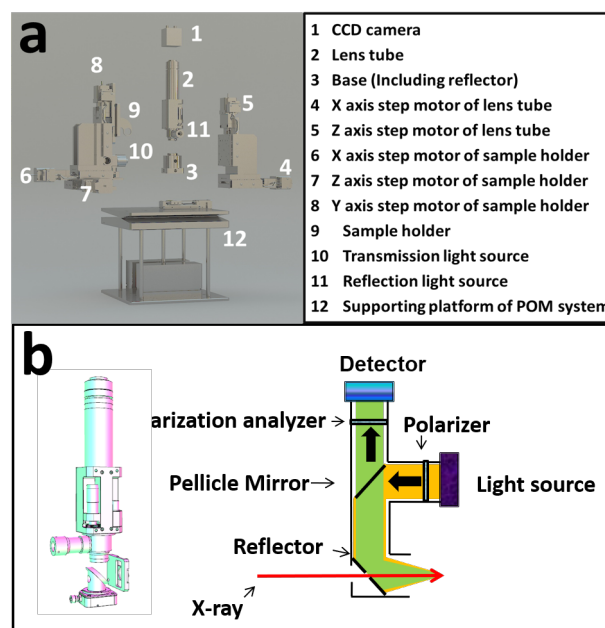 a
1
2
8
5
9
11
10
3
6
4
7
12
1 CCD camera
2 Lens tube
3 Base (Including reflector)
4 X axis step motor of lens tube
5 Z axis step motor of lens tube
6 X axis step motor of sample holder
7 Z axis step motor of sample holder
8 Y axis step motor of sample holder
9 Sample holder
10 Transmission light source
11 Reflection light source
12 Supporting platform of POM system
b
Detector
arization analyzer
Polarizer
Pellicle Mirror
Light source
Reflector
X-ray